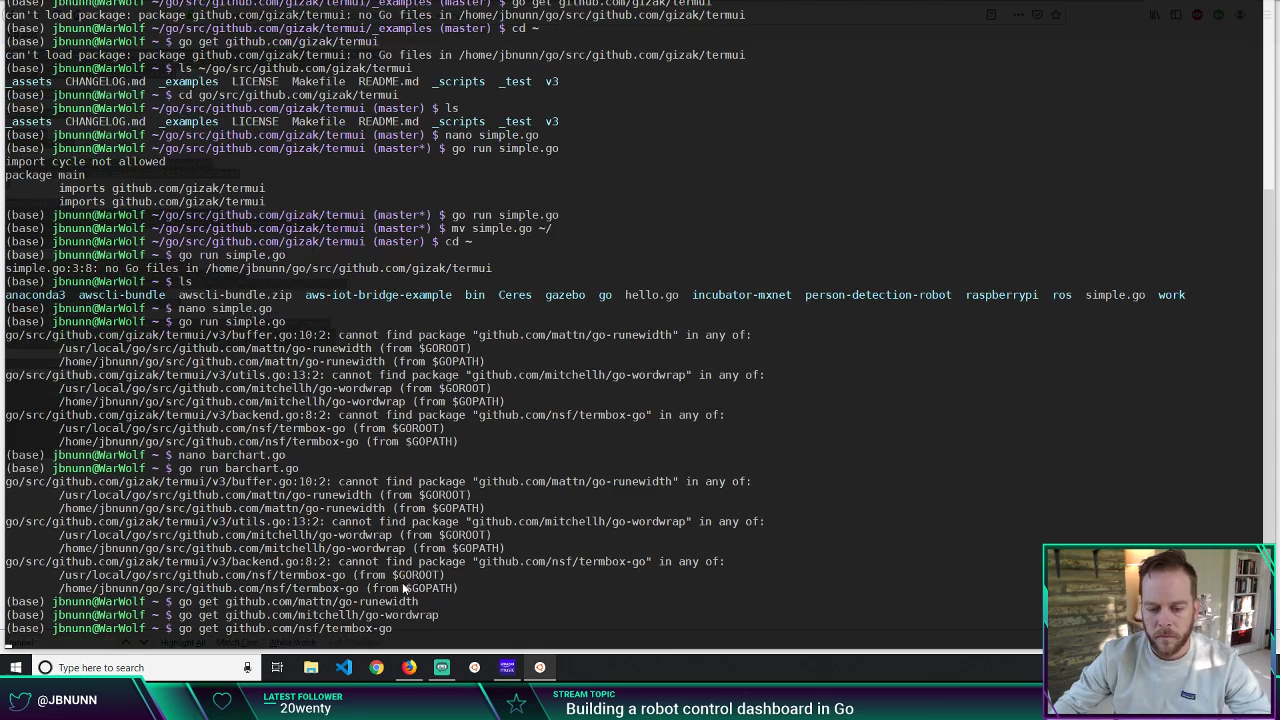 (base) jbnunn@WarWolf ~/go/src/github.com/gizak/termui/_examples (master) $ go get github.com/gizak/termui
can't load package: package github.com/gizak/termui: no Go files in /home/jbnunn/go/src/github.com/gizak/termui
(base) jbnunn@WarWolf ~/go/src/github.com/gizak/termui/_examples (master) $ cd ~
(base) jbnunn@WarWolf ~ $ go get github.com/gizak/termui
can't load package: package github.com/gizak/termui: no Go files in /home/jbnunn/go/src/github.com/gizak/termui
(base) jbnunn@WarWolf ~ $ ls ~/go/src/github.com/gizak/termui
_assets CHANGELOG.md _examples LICENSE Makefile README.md _scripts _test v3
(base) jbnunn@WarWolf ~ $ cd go/src/github.com/gizak/termui
(base) jbnunn@WarWolf ~/go/src/github.com/gizak/termui (master) $ ls
_assets CHANGELOG.md _examples LICENSE Makefile README.md _scripts _test v3
(base) jbnunn@WarWolf ~/go/src/github.com/gizak/termui (master) $ nano simple.go
(base) jbnunn@WarWolf ~/go/src/github.com/gizak/termui (master*) $ go run simple.go
import cycle not allowed
package main
imports github.com/gizak/termui
imports github.com/gizak/termui
(base) jbnunn@WarWolf ~/go/src/github.com/gizak/termui (master*) $ go run simple.go
(base) jbnunn@WarWolf ~/go/src/github.com/gizak/termui (master*) $ mv simple.go ~/
(base) jbnunn@WarWolf ~/go/src/github.com/gizak/termui (master) $ cd ~
(base) jbnunn@WarWolf ~ $ go run simple.go
simple.go:3:8: no Go files in /home/jbnunn/go/src/github.com/gizak/termui
(base) jbnunn@WarWolf ~ $ ls
anaconda3 awscli-bundle awscli-bundle.zip aws-iot-bridge-example bin Ceres gazebo go hello.go incubator-mxnet person-detection-robot raspberrypi ros simple.go work
(base) jbnunn@WarWolf ~ $ nano simple.go
(base) jbnunn@WarWolf ~ $ go run simple.go
go/src/github.com/gizak/termui/v3/buffer.go:10:2: cannot find package "github.com/mattn/go-runewidth" in any of:
/usr/local/go/src/github.com/mattn/go-runewidth (from $GOROOT)
/home/jbnunn/go/src/github.com/mattn/go-runewidth (from $GOPATH)
go/src/github.com/gizak/termui/v3/utils.go:13:2: cannot find package "github.com/mitchellh/go-wordwrap" in any of:
/usr/local/go/src/github.com/mitchellh/go-wordwrap (from $GOROOT)
/home/jbnunn/go/src/github.com/mitchellh/go-wordwrap (from $GOPATH)
go/src/github.com/gizak/termui/v3/backend.go:8:2: cannot find package "github.com/nsf/termbox-go" in any of:
/usr/local/go/src/github.com/nsf/termbox-go (from $GOROOT)
/home/jbnunn/go/src/github.com/nsf/termbox-go (from $GOPATH)
(base) jbnunn@WarWolf ~ $ nano barchart.go
(base) jbnunn@WarWolf ~ $ go run barchart.go
go/src/github.com/gizak/termui/v3/buffer.go:10:2: cannot find package "github.com/mattn/go-runewidth" in any of:
/usr/local/go/src/github.com/mattn/go-runewidth (from $GOROOT)
/home/jbnunn/go/src/github.com/mattn/go-runewidth (from $GOPATH)
go/src/github.com/gizak/termui/v3/utils.go:13:2: cannot find package "github.com/mitchellh/go-wordwrap" in any of:
/usr/local/go/src/github.com/mitchellh/go-wordwrap (from $GOROOT)
/home/jbnunn/go/src/github.com/mitchellh/go-wordwrap (from $GOPATH)
go/src/github.com/gizak/termui/v3/backend.go:8:2: cannot find package "github.com/nsf/termbox-go" in any of:
/usr/local/go/src/github.com/nsf/termbox-go (from $GOROOT)
/home/jbnunn/go/src/github.com/nsf/termbox-go (from $GOPATH)
(base) jbnunn@WarWolf ~ $ go get github.com/mattn/go-runewidth
(base) jbnunn@WarWolf ~ $ go get github.com/mitchellh/go-wordwrap
(base) jbnunn@WarWolf ~ $ go get github.com/nsf/termbox-go
Type here to search
@JBNUNN
LATEST FOLLOWER
20wenty
STREAM TOPIC
Building a robot control dashboard in Go